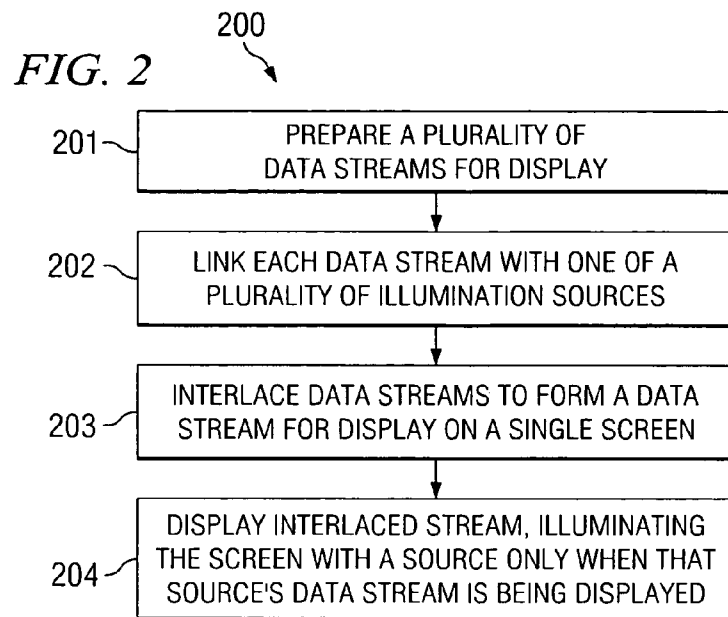 200
FIG. 2
201
PREPARE A PLURALITY OF
DATA STREAMS FOR DISPLAY
202
LINK EACH DATA STREAM WITH ONE OF A
PLURALITY OF ILLUMINATION SOURCES
203
INTERLACE DATA STREAMS TO FORM A DATA
STREAM FOR DISPLAY ON A SINGLE SCREEN
204
DISPLAY INTERLACED STREAM, ILLUMINATING
THE SCREEN WITH A SOURCE ONLY WHEN THAT
SOURCE'S DATA STREAM IS BEING DISPLAYED